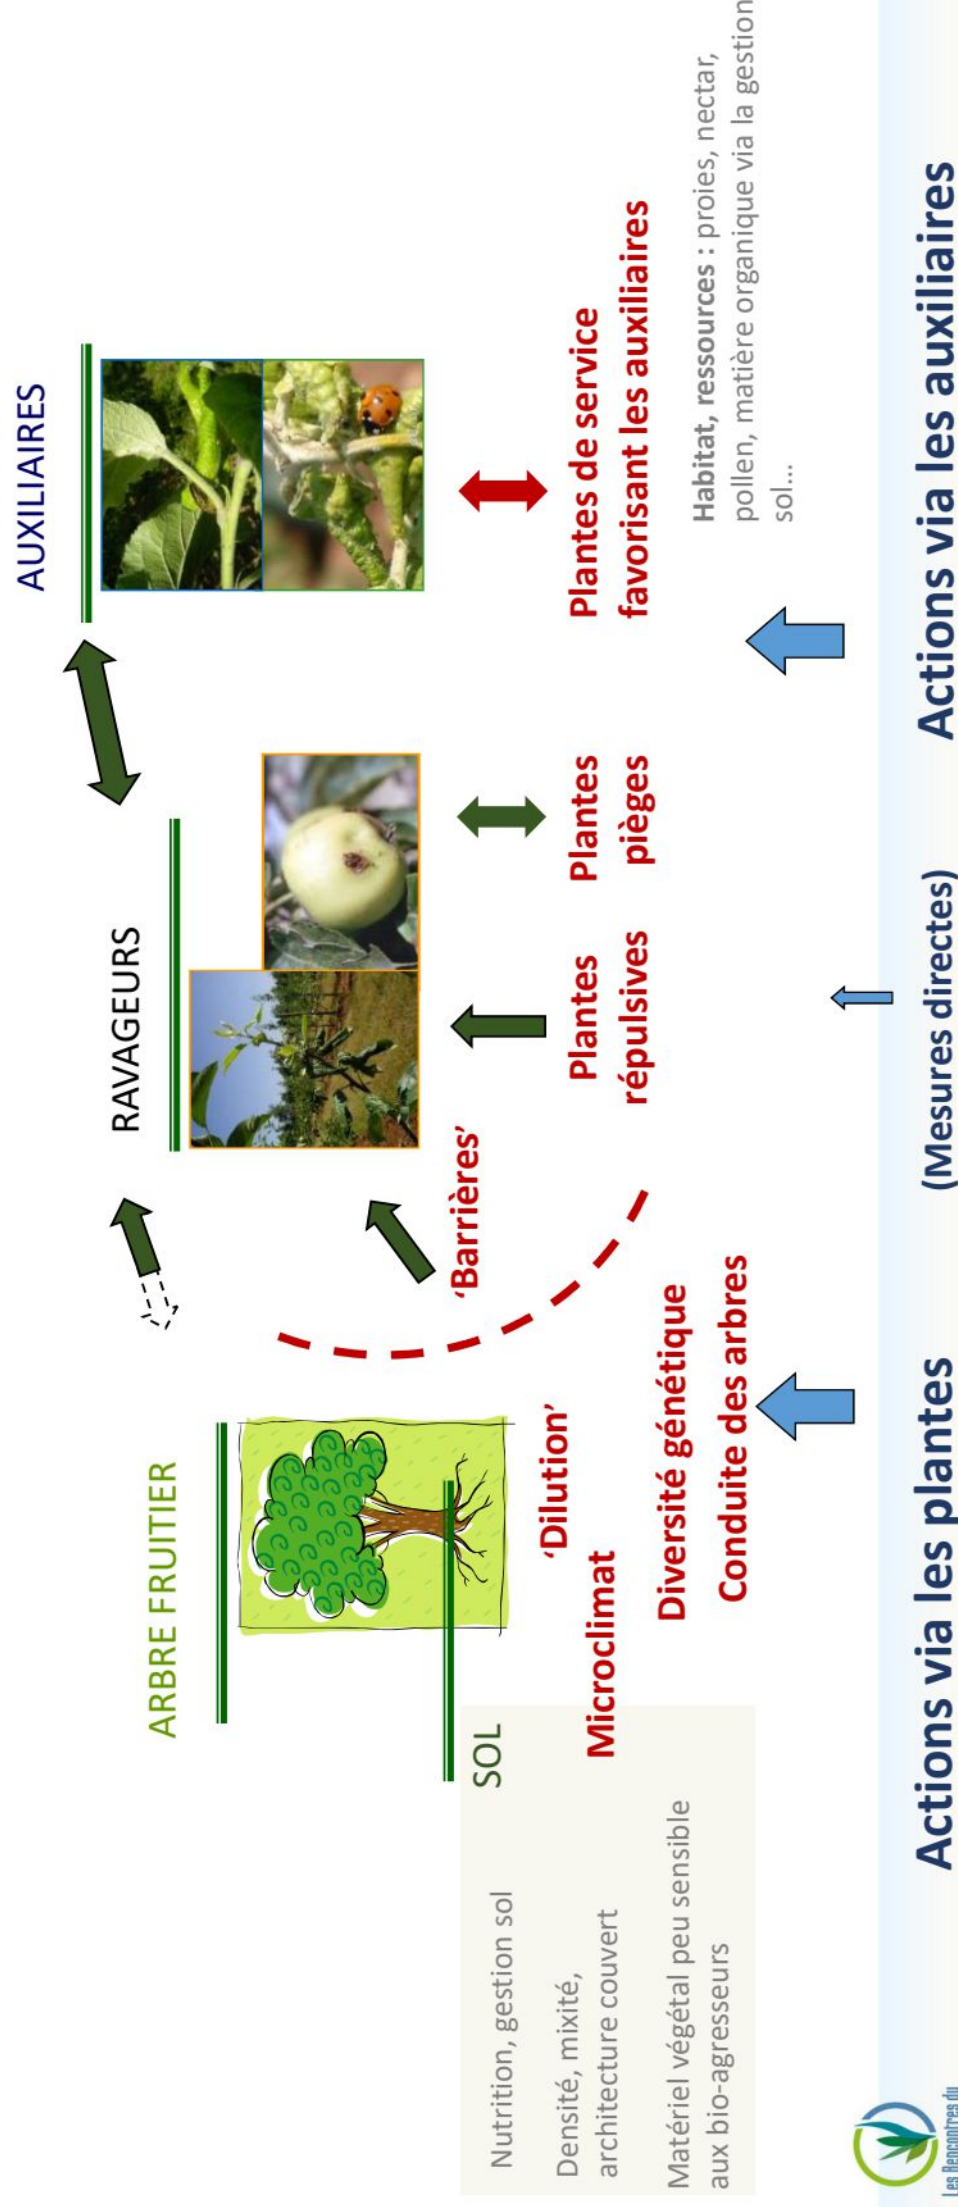 AUXILIAIRES
RAVAGEURS
ARBRE FRUITIER
SOL
'Barrières'
'Dilution'
Microclimat
Diversité génétique
Conduite des arbres
Plantes
répulsives
Plantes
pièges
Plantes de service
favorisant les auxiliaires
Habitat, ressources : proies, nectar,
pollen, matière organique via la gestion
sol...
Nutrition, gestion sol
Densité, mixité,
architecture couvert
Matériel végétal peu sensible
aux bio-agresseurs
Actions via les plantes
(Mesures directes)
Actions via les auxiliaires
Les Rencontres du